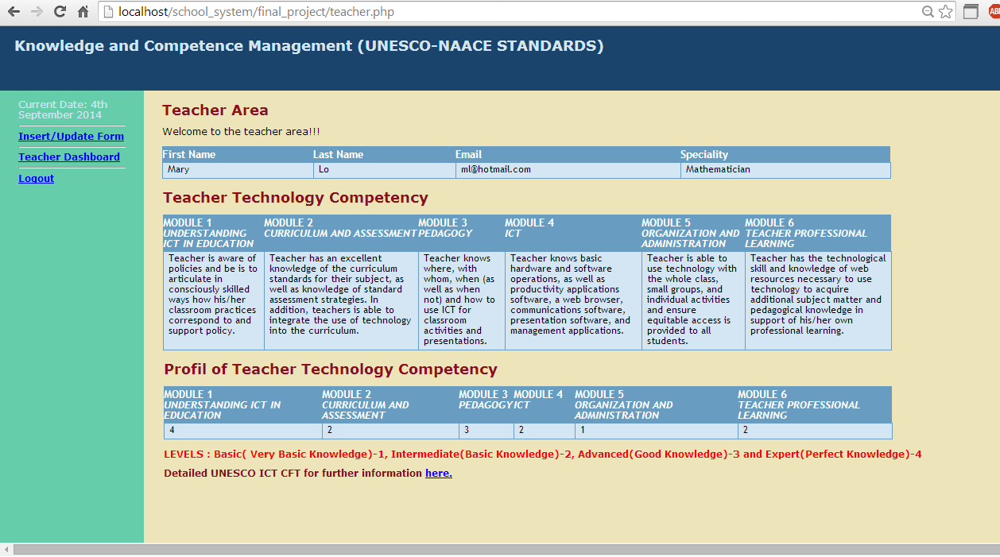 localhost/school_system/final_project/teacher.php
ABP
Knowledge and Competence Management (UNESCO-NAACE STANDARDS)
Current Date: 4th
September 2014
Insert/Update Form
Teacher Dashboard
Logout
Teacher Area
Welcome to the teacher area!!!
First Name Last Name Email Speciality
Mary Lo ml@hotmail.com Mathematician
Teacher Technology Competency
MODULE 1
UNDERSTANDING
ICT IN EDUCATION
MODULE 2
CURRICULUM AND ASSESSMENT
MODULE 3
PEDAGOGY
MODULE 4
ICT
MODULE 5
ORGANIZATION AND
ADMINISTRATION
MODULE 6
TEACHER PROFESSIONAL
LEARNING
Teacher is aware of
policies and be is to
articulate in
consciously skilled
ways how his/her
classroom practices
correspond to and
support policy.
Teacher has an excellent
knowledge of the curriculum
standards for their subject, as
well as knowledge of standard
assessment strategies. In
addition, teachers is able to
integrate the use of technology
into the curriculum.
Teacher knows
where, with
whom, when (as
well as when
not) and how to
use ICT for
classroom
activities and
presentations.
Teacher knows basic
hardware and software
operations, as well as
productivity applications
software, a web browser,
communications software,
presentation software, and
management applications.
Teacher is able to
use technology with
the whole class,
small groups, and
individual activities
and ensure
equitable access is
provided to all
students.
Teacher has the technological
skill and knowledge of web
resources necessary to use
technology to acquire
additional subject matter and
pedagogical knowledge in
support of his/her own
professional learning.
Profil of Teacher Technology Competency
MODULE 1
UNDERSTANDING ICT IN
EDUCATION
MODULE 2
CURRICULUM AND
ASSESSMENT
MODULE 3
PEDAGOGY
MODULE 4
ICT
MODULE 5
ORGANIZATION AND
ADMINISTRATION
MODULE 6
TEACHER PROFESSIONAL
LEARNING
4 2 3 2 1 2
LEVELS : Basic( Very Basic Knowledge)-1, Intermediate(Basic Knowledge)-2, Advanced(Good Knowledge)-3 and Expert(Perfect Knowledge)-4
Detailed UNESCO ICT CFT for further information here.